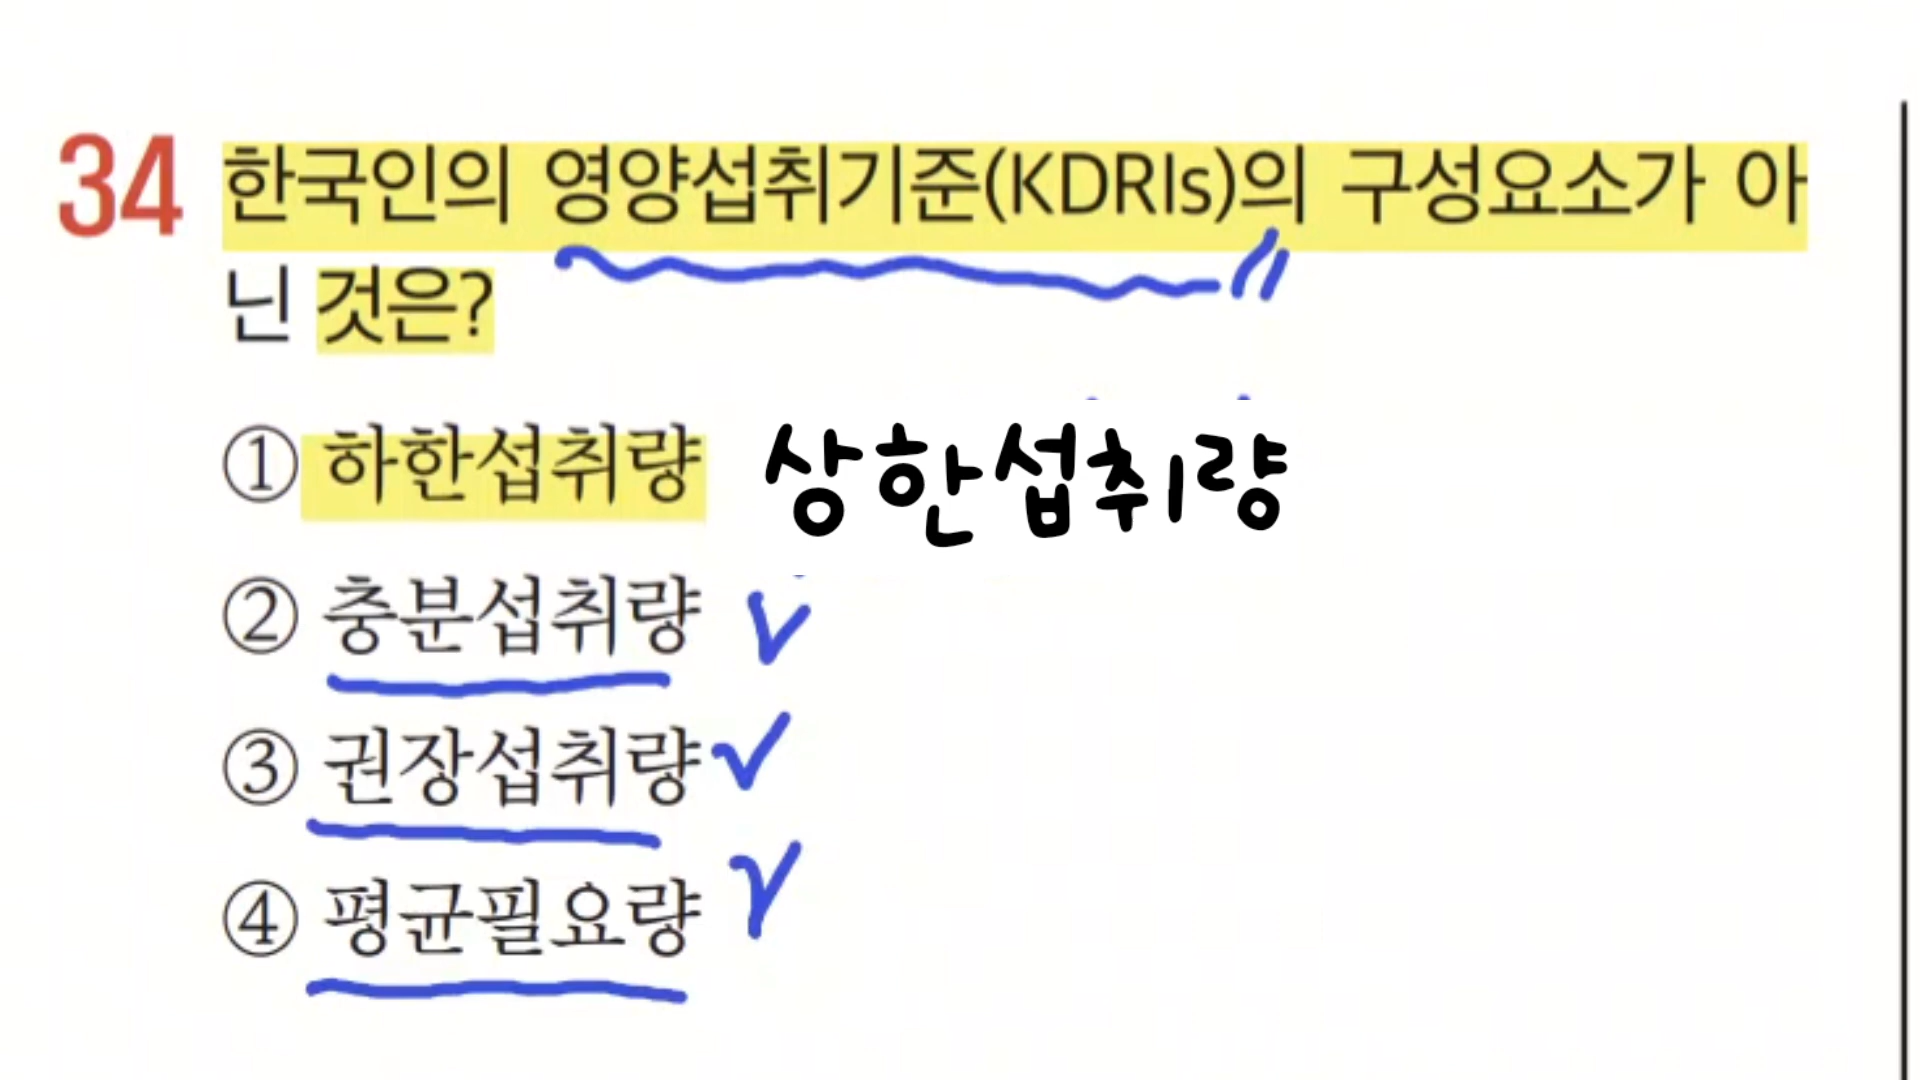 34 한국인의 영양섭취기준(KDRIs)의 구성요소가 아
닌 것은?
① 하한섭취량 상한섭취량
② 충분섭취량
③ 권장섭취량
④ 평균필요량